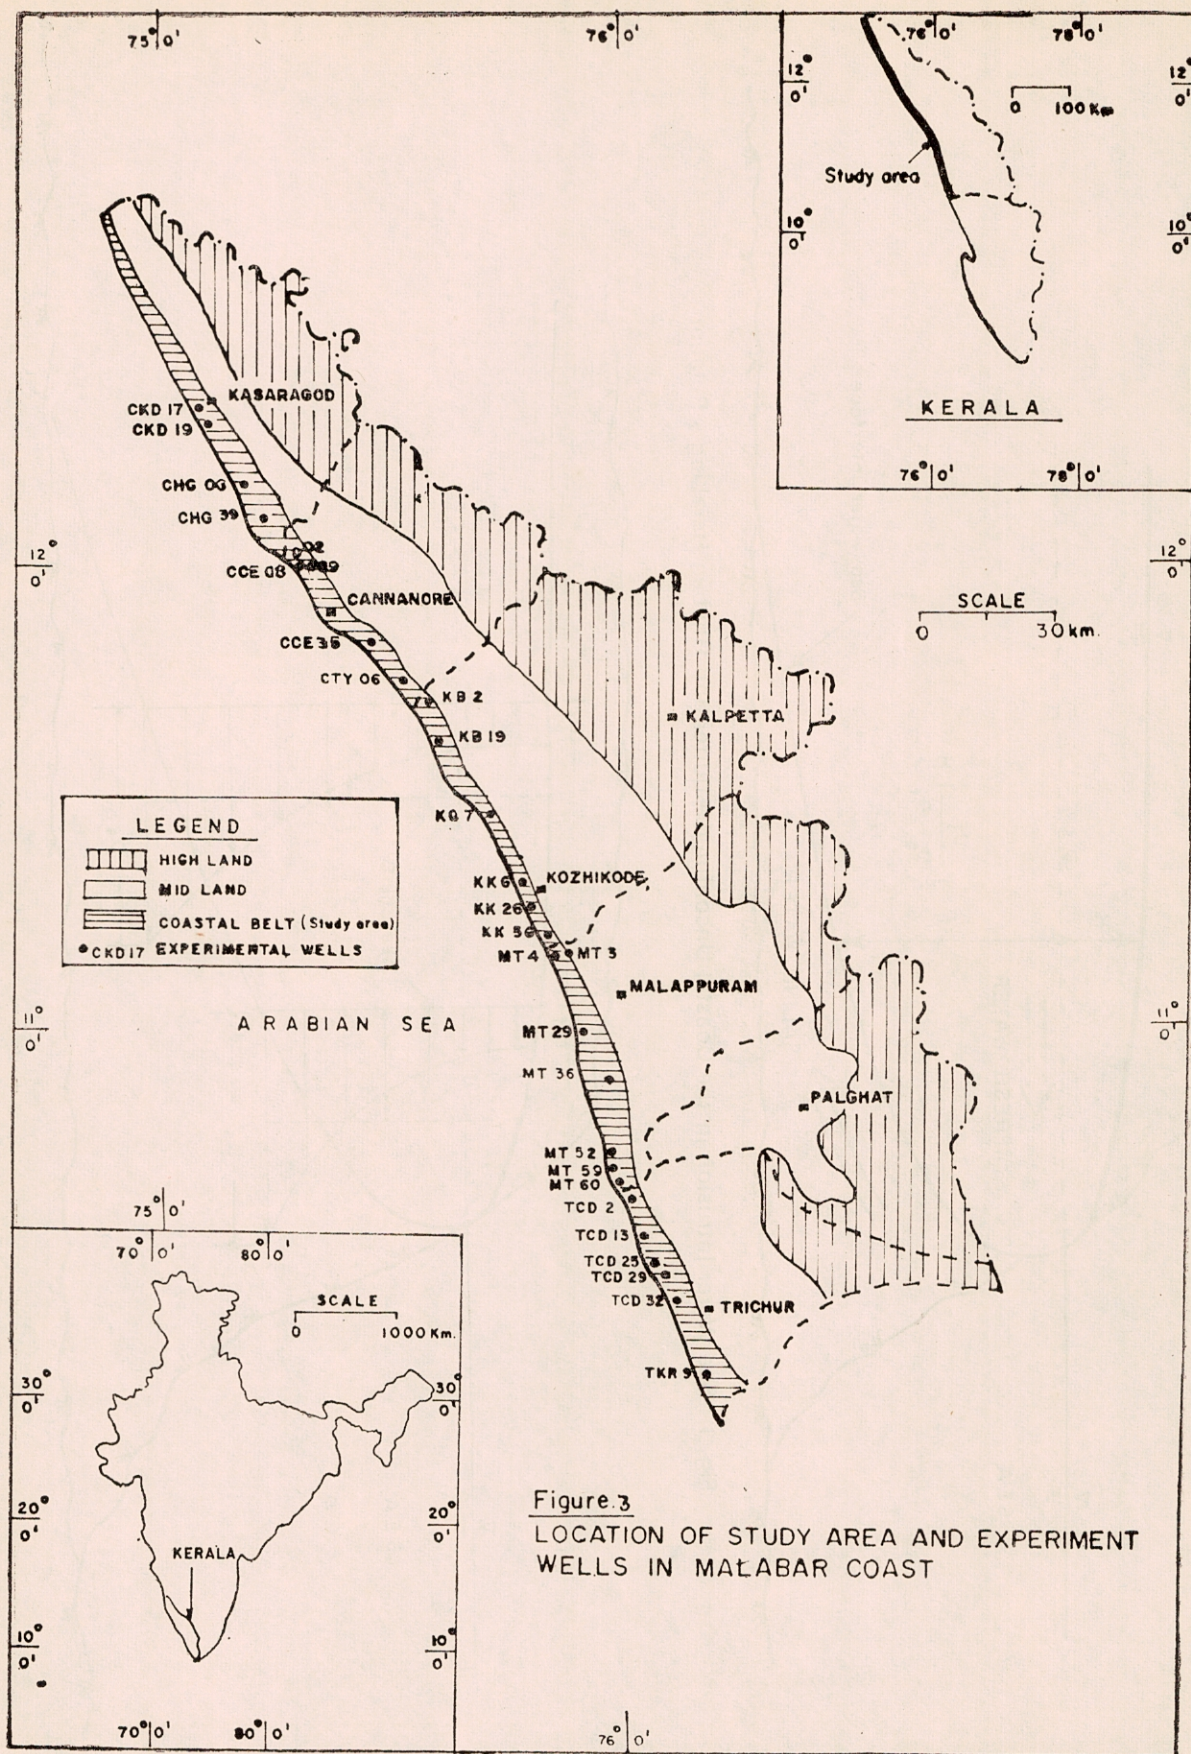 75° 0'
76° 0'
76° 0'
78° 0'
12° 0'
12° 0'
0 100 Km
Study area
10° 0'
10° 0'
KERALA
76° 0'
78° 0'
KASARAGOD
CKD 17
CKD 19
CHG 06
CHG 39
02
12° 0'
12° 0'
CCE 08
CANNANORE
SCALE
0 30 km.
CCE 35
CTY 06
KB 2
KB 19
KALPETTA
LEGEND
HIGH LAND
MID LAND
COASTAL BELT (Study area)
CKD17 EXPERIMENTAL WELLS
KQ 7
KK6
KOZHIKODE
KK 26
KK 56
MT 4
MT 3
MALAPPURAM
11° 0'
11° 0'
ARABIAN SEA
MT 29
MT 36
PALGHAT
MT 52
MT 59
MT 60
TCD 2
TCD 13
TCD 25
TCD 29
TCD 32
TRICHUR
TKR 9
75° 0'
70° 0'
80° 0'
SCALE
0 1000 Km.
30° 0'
30° 0'
20° 0'
20° 0'
KERALA
10° 0'
10° 0'
70° 0'
80° 0'
76° 0'
Figure.3
LOCATION OF STUDY AREA AND EXPERIMENT
WELLS IN MALABAR COAST